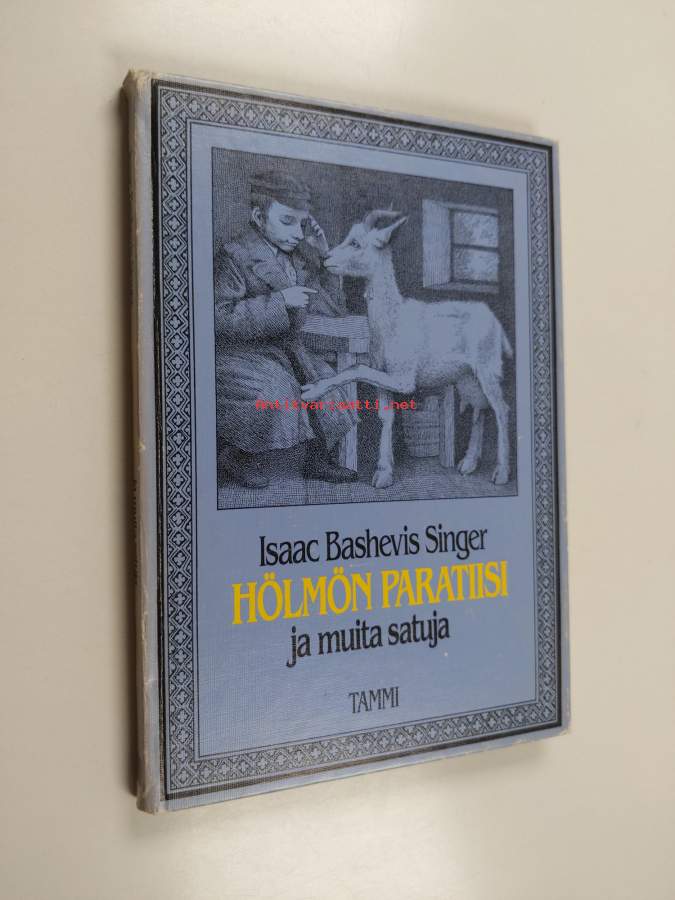 Antikvariaatti.net
Isaac Bashevis Singer
HÖLMÖN PARATIISI
ja muita satuja
TAMMI